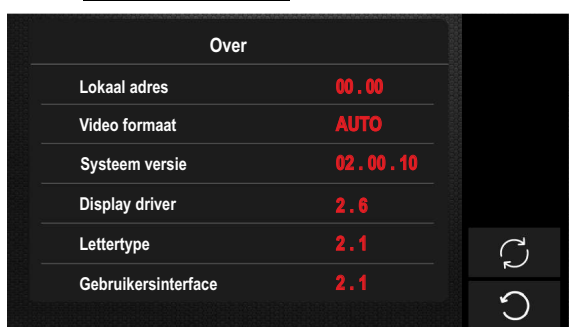 Over
Lokaal adres 00 . 00
Video formaat AUTO
Systeem versie 02 . 00 . 10
Display driver 2 . 6
Lettertype 2 . 1
Gebruikersinterface 2 . 1